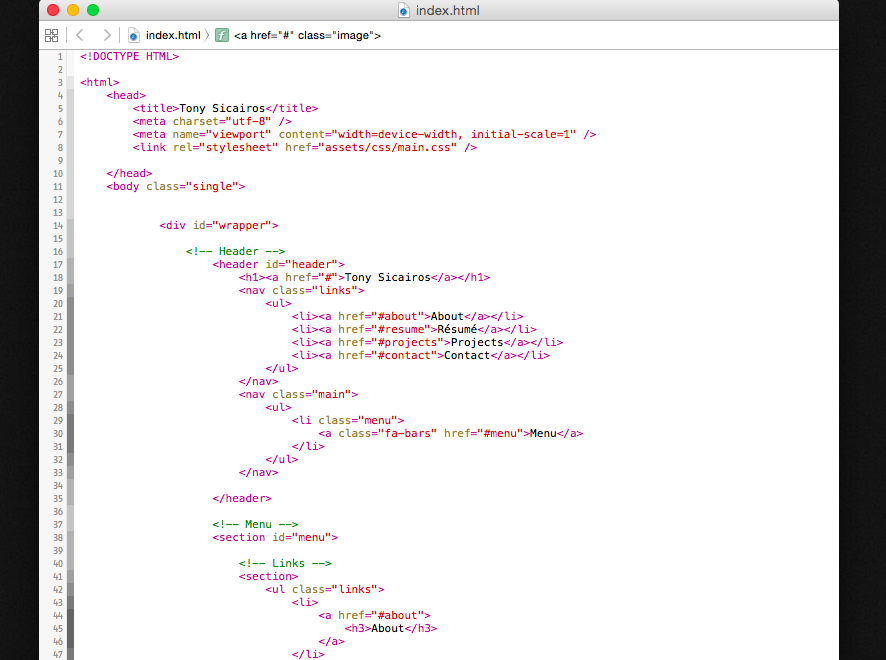 index.html
index.html 〉 f <a href="#" class="image">
1 <!DOCTYPE HTML>
2
3 <html>
4 <head>
5 <title>Tony Sicairos</title>
6 <meta charset="utf-8" />
7 <meta name="viewport" content="width=device-width, initial-scale=1" />
8 <link rel="stylesheet" href="assets/css/main.css" />
9
10 </head>
11 <body class="single">
12
13
14 <div id="wrapper">
15
16 <!-- Header -->
17 <header id="header">
18 <h1><a href="#">Tony Sicairos</a></h1>
19 <nav class="links">
20 <ul>
21 <li><a href="#about">About</a></li>
22 <li><a href="#resume">Résumé</a></li>
23 <li><a href="#projects">Projects</a></li>
24 <li><a href="#contact">Contact</a></li>
25 </ul>
26 </nav>
27 <nav class="main">
28 <ul>
29 <li class="menu">
30 <a class="fa-bars" href="#menu">Menu</a>
31 </li>
32 </ul>
33 </nav>
34
35 </header>
36
37 <!-- Menu -->
38 <section id="menu">
39
40 <!-- Links -->
41 <section>
42 <ul class="links">
43 <li>
44 <a href="#about">
45 <h3>About</h3>
46 </a>
47 </li>